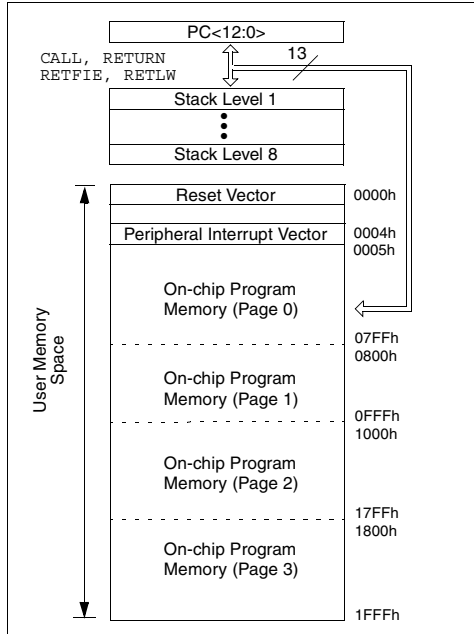 PC<12:0>
CALL, RETURN
RETFIE, RETLW
13
Stack Level 1
Stack Level 8
Reset Vector
0000h
Peripheral Interrupt Vector
0004h
0005h
On-chip Program
Memory (Page 0)
07FFh
0800h
User Memory
Space
On-chip Program
Memory (Page 1)
0FFFh
1000h
On-chip Program
Memory (Page 2)
17FFh
1800h
On-chip Program
Memory (Page 3)
1FFFh